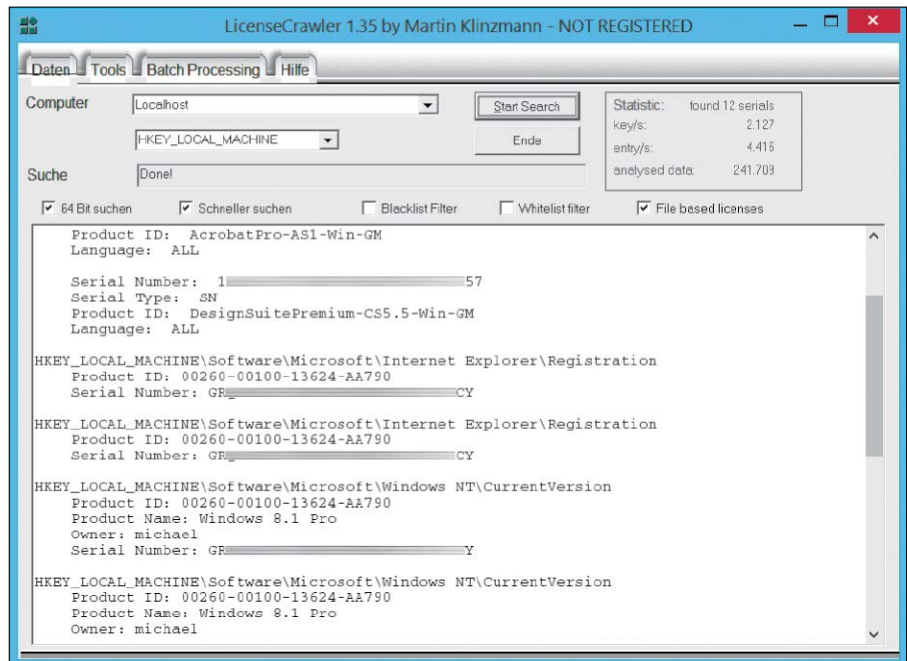 LicenseCrawler 1.35 by Martin Klinzmann - NOT REGISTERED
Daten Tools Batch Processing Hilfe
Computer Localhost Start Search
HKEY_LOCAL_MACHINE Ende
Statistic: found 12 serials
key/s: 2.127
entry/s: 4.416
analysed data: 241.709
Suche Done!
64 Bit suchen Schneller suchen Blacklist Filter Whitelist filter File based licenses
Product ID: AcrobatPro-AS1-Win-GM
Language: ALL
Serial Number: 1 57
Serial Type: SN
Product ID: DesignSuitePremium-CS5.5-Win-GM
Language: ALL
HKEY_LOCAL_MACHINE\Software\Microsoft\Internet Explorer\Registration
Product ID: 00260-00100-13624-AA790
Serial Number: GR CY
HKEY_LOCAL_MACHINE\Software\Microsoft\Internet Explorer\Registration
Product ID: 00260-00100-13624-AA790
Serial Number: GR CY
HKEY_LOCAL_MACHINE\Software\Microsoft\Windows NT\CurrentVersion
Product ID: 00260-00100-13624-AA790
Product Name: Windows 8.1 Pro
Owner: michael
Serial Number: GR Y
HKEY_LOCAL_MACHINE\Software\Microsoft\Windows NT\CurrentVersion
Product ID: 00260-00100-13624-AA790
Product Name: Windows 8.1 Pro
Owner: michael